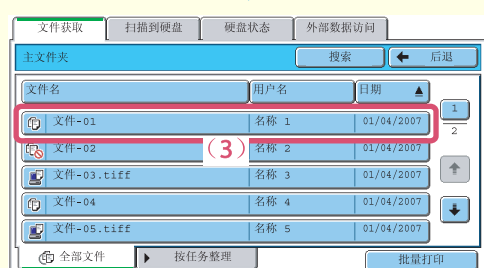 文件获取 扫描到硬盘 硬盘状态 外部数据访问
主文件夹 搜索 后退
文件名 用户名 日期
文件-01 名称 1 01/04/2007 1
2
文件-02 (3) 名称 2 01/04/2007
文件-03.tiff 名称 3 01/04/2007
文件-04 名称 4 01/04/2007
文件-05.tiff 名称 5 01/04/2007
全部文件 按任务整理 批量打印